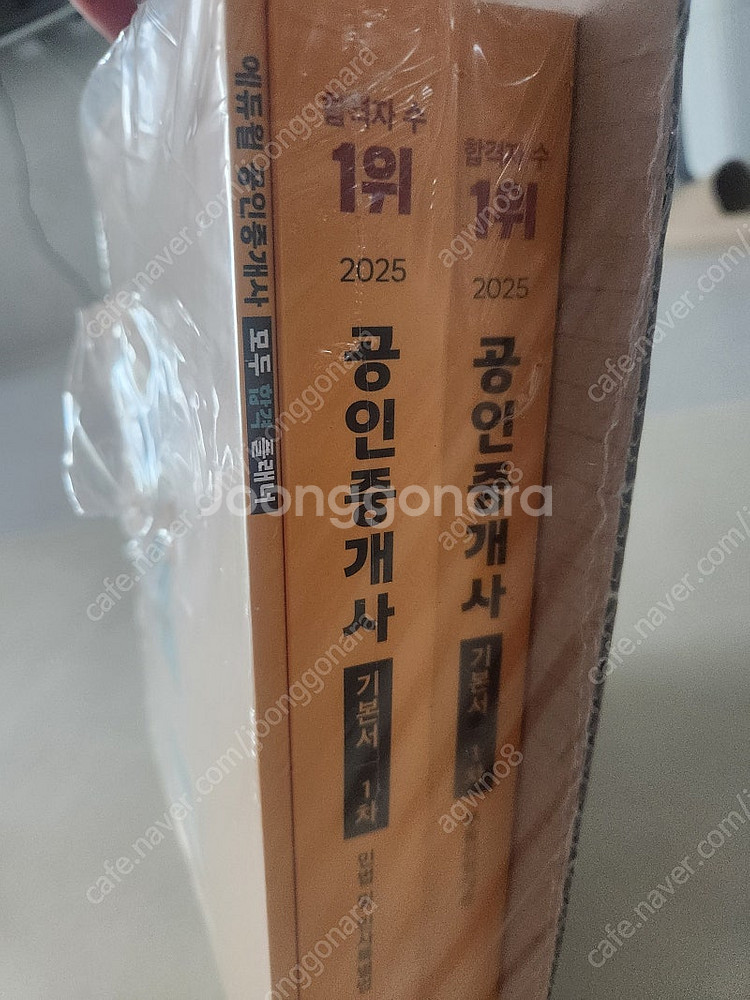 에듀윌 공인중개사 모두 합격 플래너
합격자 수
1위
2025
공인중개사
기본서 1차
합격자 수
1위
2025
공인중개사
기본서 1차
Joonggonara
cafe.naver.com/joonggonara
agwno8